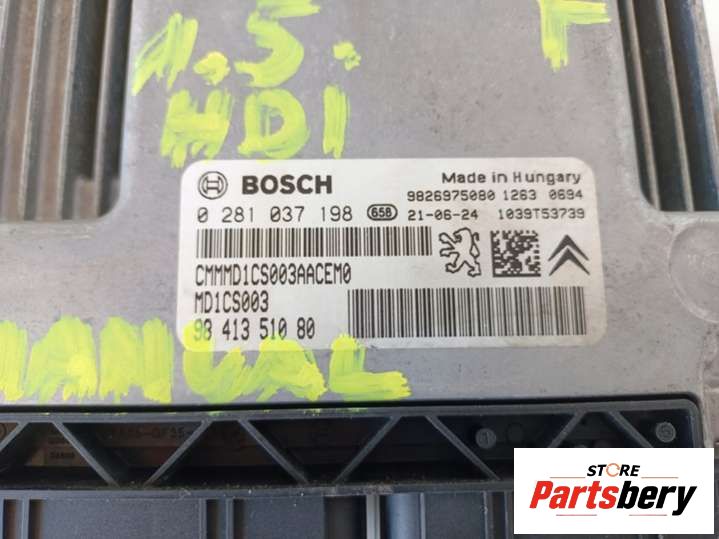 1.5.
HDI
BOSCH
Made in Hungary
9826975080 1263 0694
0 281 037 198 658 21-06-24 1039T53739
CMMMD1CS003AACEM0
MD1CS003
98 413 510 80
MANUAL
STORE
Partsbery